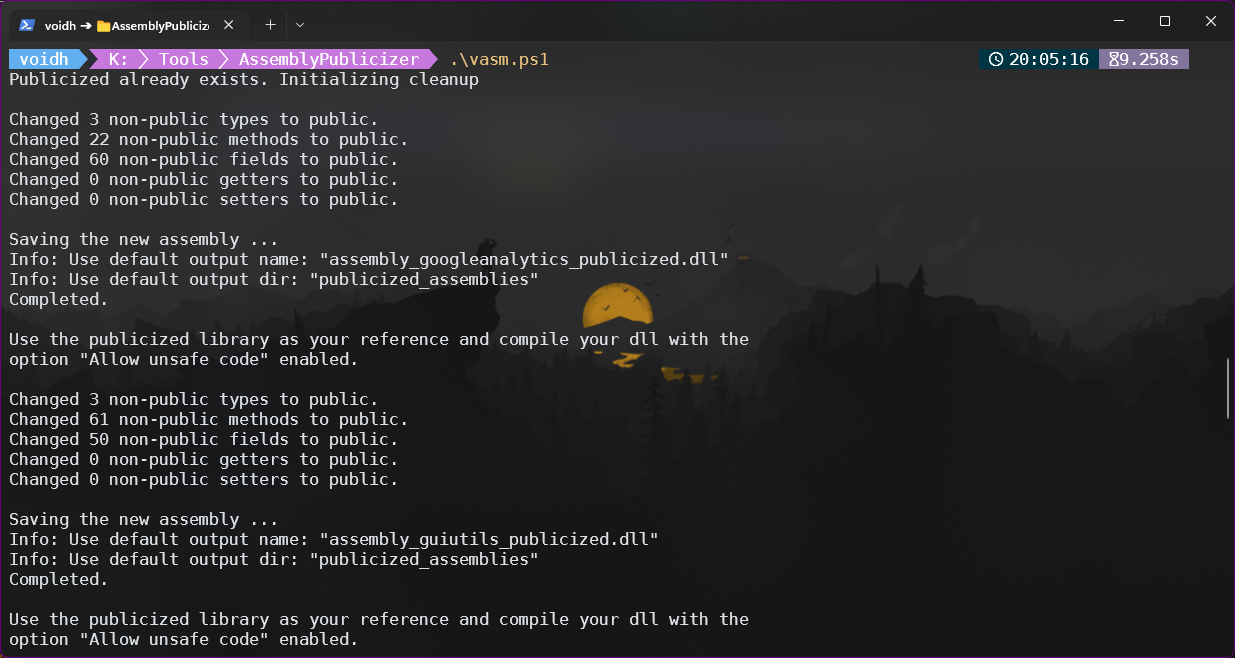 voidh ➔ AssemblyPublici
voidh K: Tools AssemblyPublicizer .\vasm.ps1 20:05:16 9.258s
Publicized already exists. Initializing cleanup
Changed 3 non-public types to public.
Changed 22 non-public methods to public.
Changed 60 non-public fields to public.
Changed 0 non-public getters to public.
Changed 0 non-public setters to public.
Saving the new assembly ...
Info: Use default output name: "assembly_googleanalytics_publicized.dll"
Info: Use default output dir: "publicized_assemblies"
Completed.
Use the publicized library as your reference and compile your dll with the
option "Allow unsafe code" enabled.
Changed 3 non-public types to public.
Changed 61 non-public methods to public.
Changed 50 non-public fields to public.
Changed 0 non-public getters to public.
Changed 0 non-public setters to public.
Saving the new assembly ...
Info: Use default output name: "assembly_guiutils_publicized.dll"
Info: Use default output dir: "publicized_assemblies"
Completed.
Use the publicized library as your reference and compile your dll with the
option "Allow unsafe code" enabled.